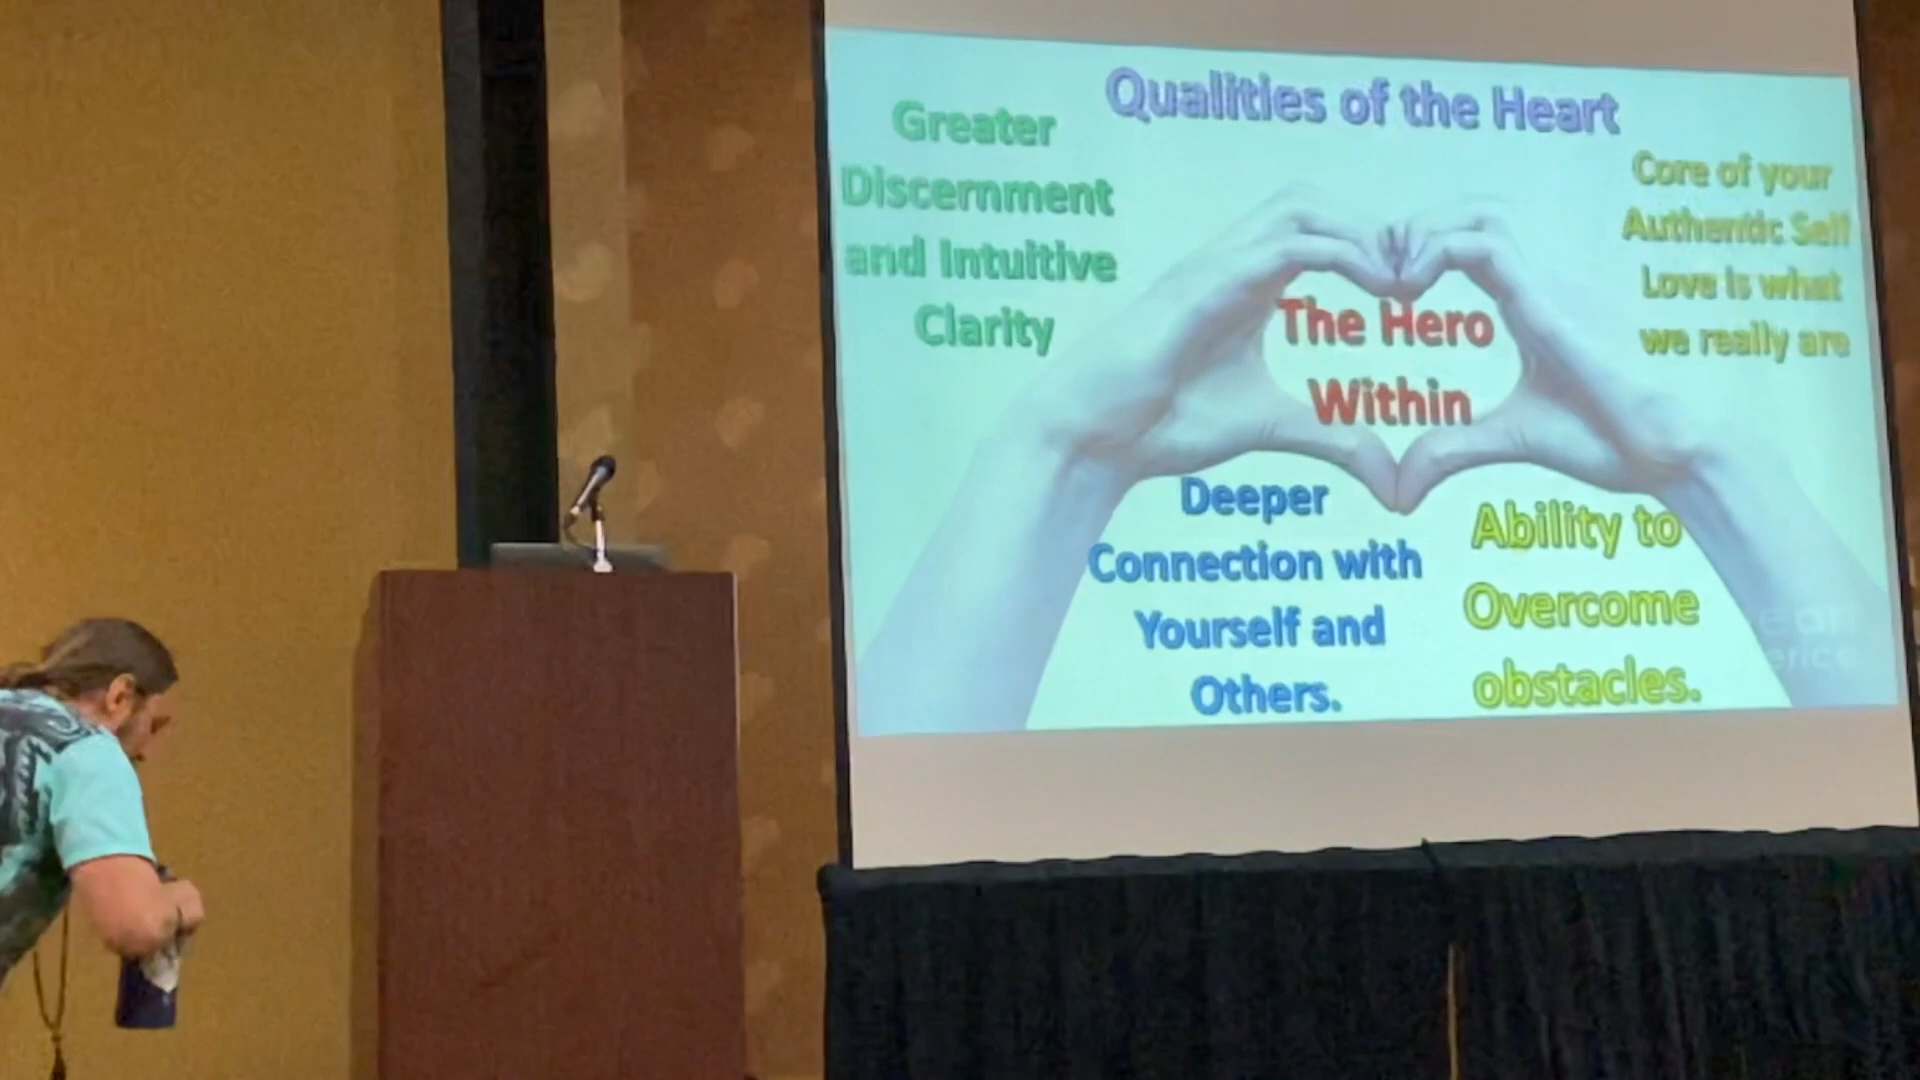 Qualities of the Heart
Greater
Discernment
and Intuitive
Clarity
Core of your
Authentic Self
Love is what
we really are
The Hero
Within
Deeper
Connection with
Yourself and
Others.
Ability to
Overcome
obstacles.